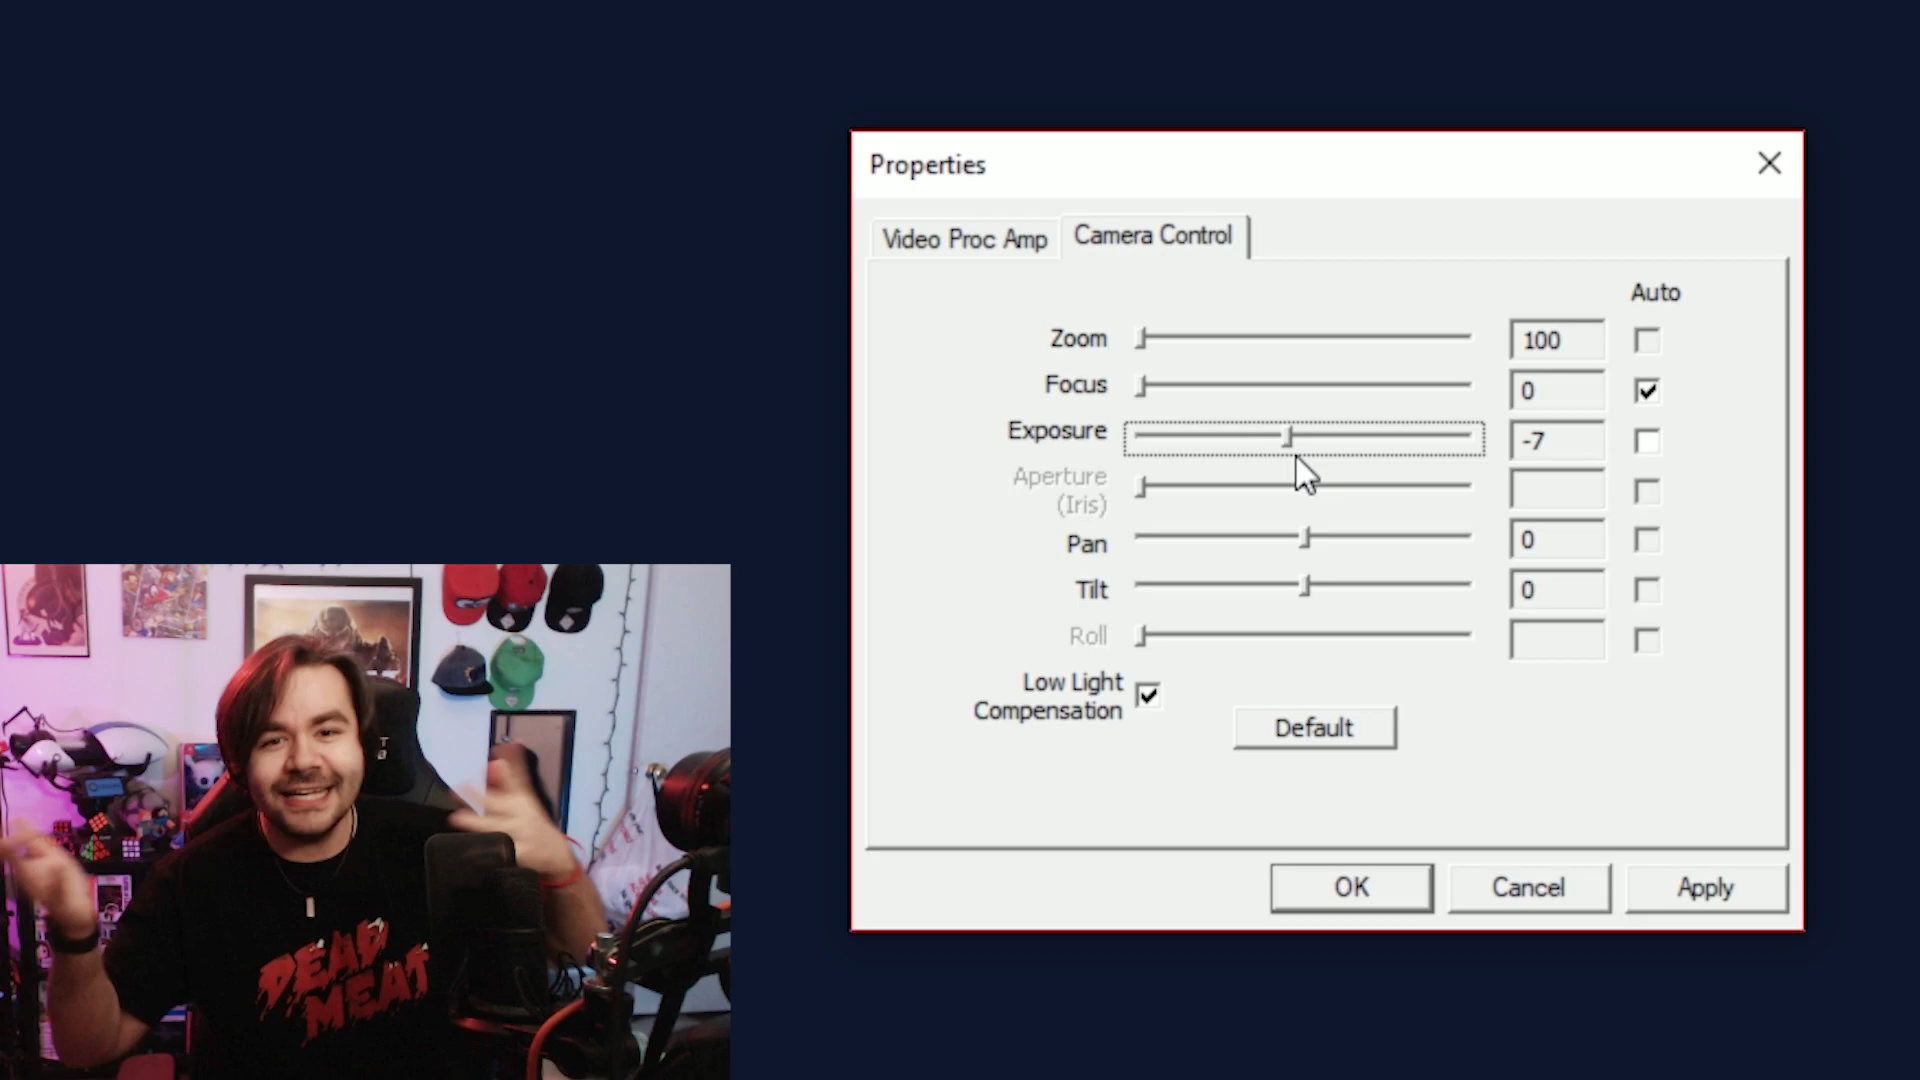 Properties
Video Proc Amp
Camera Control
Auto
Zoom
100
Focus
0
Exposure
-7
Aperture
(Iris)
Pan
0
Tilt
0
Roll
Low Light
Compensation
Default
OK
Cancel
Apply
DEAD
MEAT